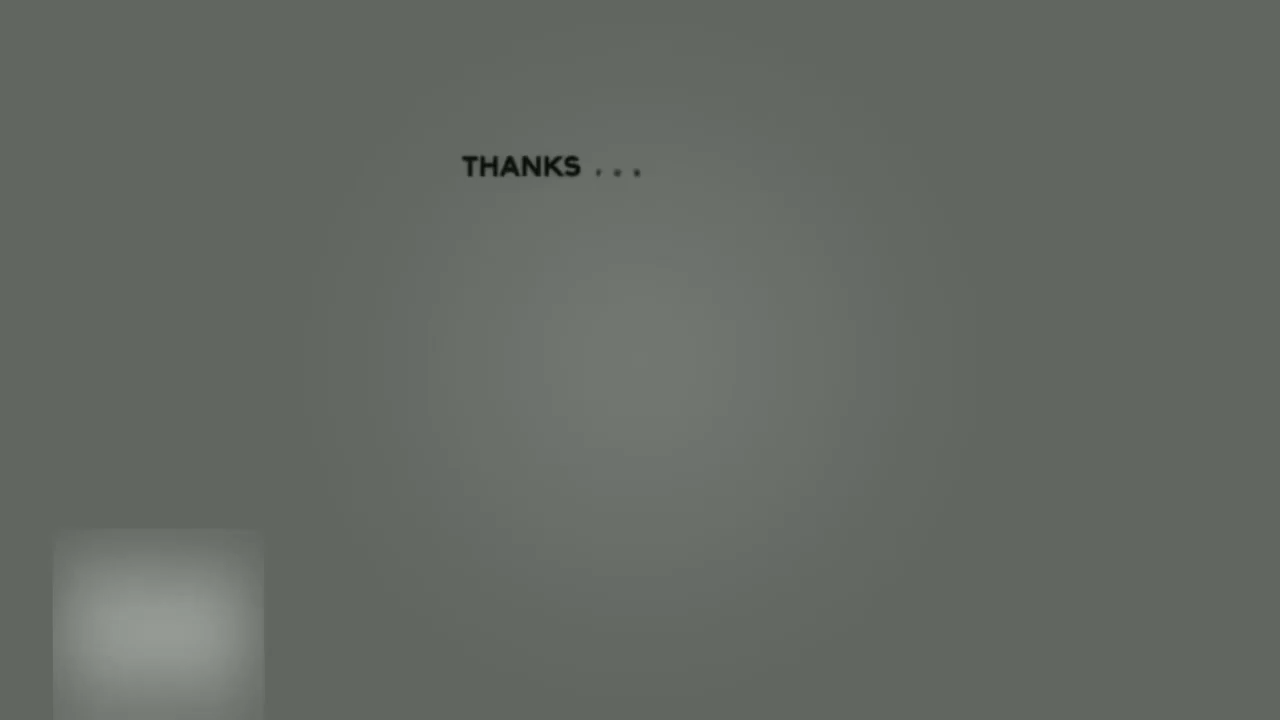 THANKS . . .